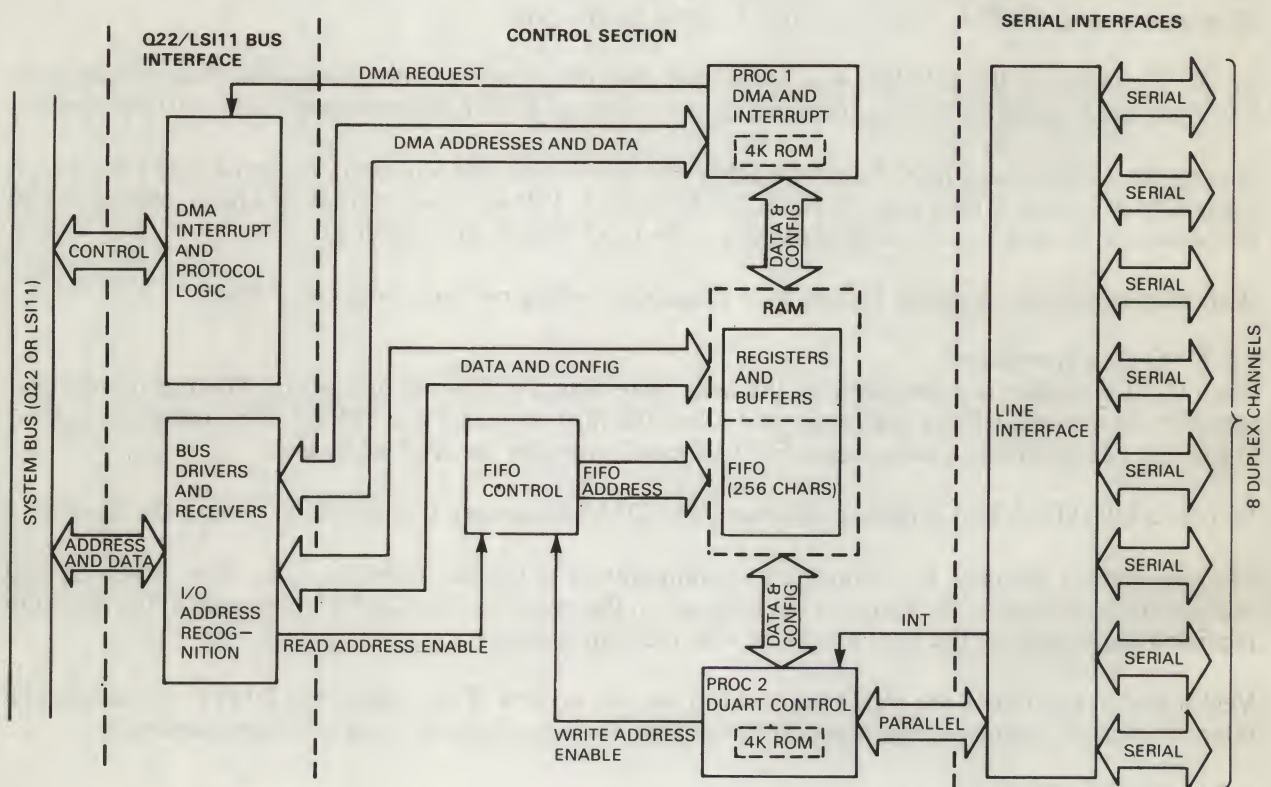 Q22/LSI11 BUS
INTERFACE
CONTROL SECTION
SERIAL INTERFACES
SYSTEM BUS (Q22 OR LSI11)
CONTROL
ADDRESS
AND DATA
DMA
INTERRUPT
AND
PROTOCOL
LOGIC
BUS
DRIVERS
AND
RECEIVERS
I/O
ADDRESS
RECOG–
NITION
DMA REQUEST
DMA ADDRESSES AND DATA
DATA AND CONFIG
READ ADDRESS ENABLE
FIFO
CONTROL
FIFO
ADDRESS
WRITE ADDRESS
ENABLE
PROC 1
DMA AND
INTERRUPT
4K ROM
DATA &
CONFIG
RAM
REGISTERS
AND
BUFFERS
FIFO
(256 CHARS)
DATA &
CONFIG
INT
PROC 2
DUART CONTROL
4K ROM
PARALLEL
LINE
INTERFACE
SERIAL
SERIAL
SERIAL
SERIAL
SERIAL
SERIAL
SERIAL
SERIAL
8 DUPLEX CHANNELS